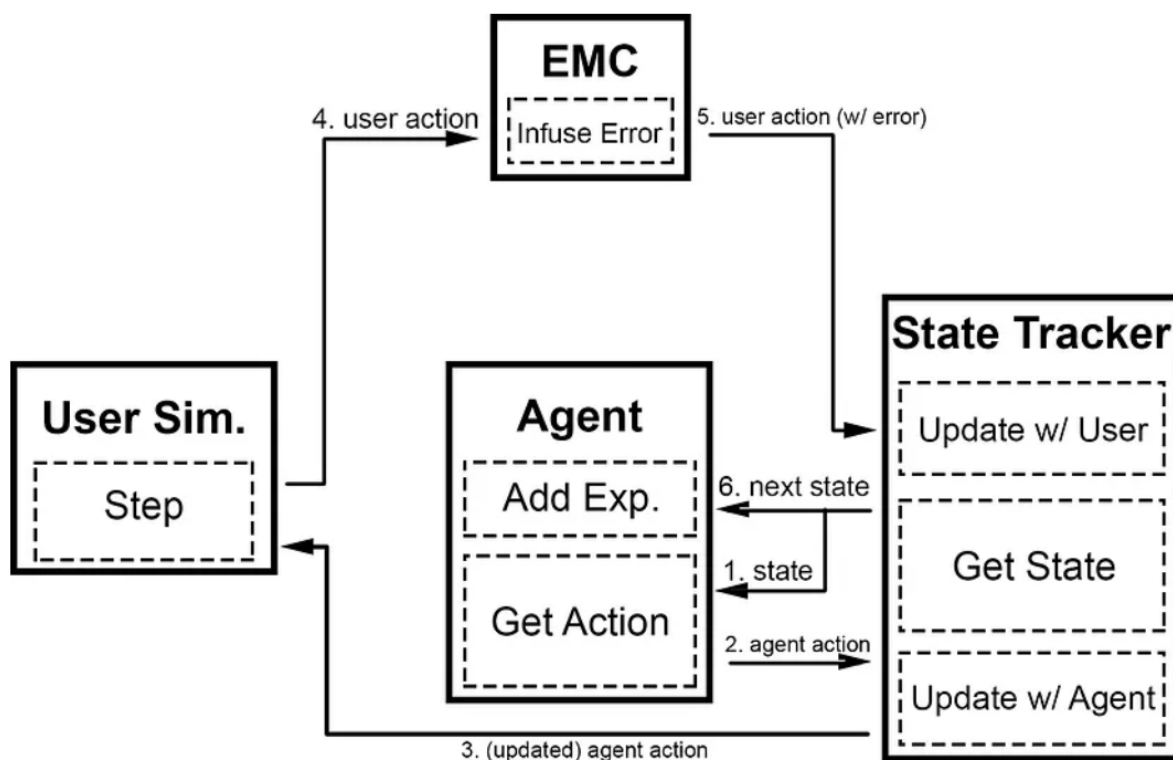 EMC
Infuse Error
4. user action
5. user action (w/ error)
State Tracker
Update w/ User
Get State
Update w/ Agent
User Sim.
Step
Agent
Add Exp.
Get Action
6. next state
1. state
2. agent action
3. (updated) agent action